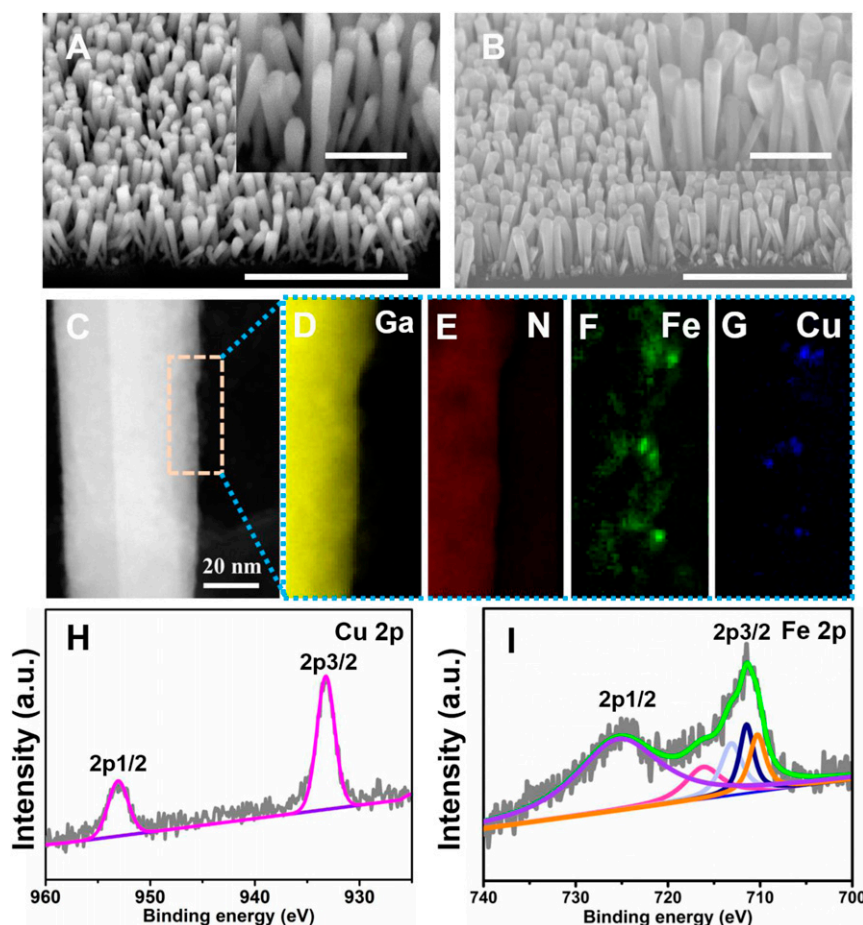 A
B
C
20 nm
D Ga
E N
F Fe
G Cu
H
Cu 2p
2p3/2
2p1/2
Intensity (a.u.)
960 950 940 930
Binding energy (eV)
I
2p3/2 Fe 2p
2p1/2
Intensity (a.u.)
740 730 720 710 700
Binding energy (eV)